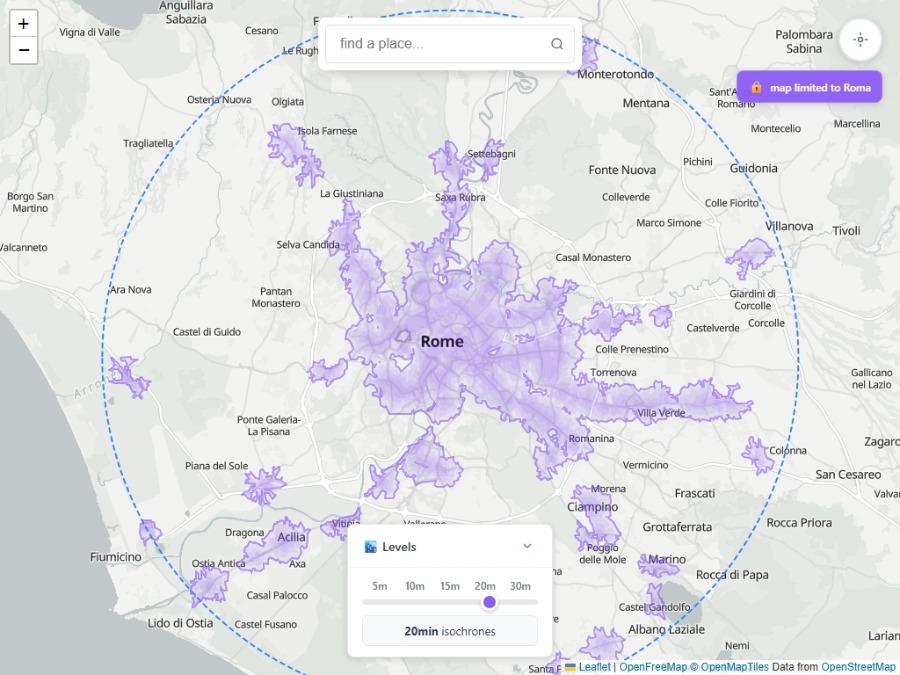 +
−
Anguillara
Sabazia
Vigna di Valle
Cesano
Le Rugh
find a place...
Palombara
Sabina
Monterotondo
map limited to Roma
Sant'A
Romano
Osteria Nuova
Olgiata
Mentana
Montecelio
Marcellina
Tragliatella
Isola Farnese
Settebagni
Fonte Nuova
Pichini
Guidonia
Borgo San
Martino
La Giustiniana
Saxa Rubra
Colleverde
Colle Fiorito
Marco Simone
Villanova
Tivoli
Valcanneto
Selva Candida
Casal Monastero
Ara Nova
Pantan
Monastero
Giardini di
Corcolle
Castel di Guido
Rome
Castelverde
Corcolle
Colle Prenestino
Torrenova
Gallicano
nel Lazio
Arro
Villa Verde
Ponte Galeria-
La Pisana
Romanina
Colonna
Zagaro
Piana del Sole
Vermicino
San Cesareo
Morena
Frascati
Valva
Ciampino
Vitinia
Vallerano
Grottaferrata
Rocca Priora
Dragona
Acilia
Fiumicino
Poggio
delle Mole
Marino
Ostia Antica
Axa
Rocca di Papa
Casal Palocco
Castel Gandolfo
Lido di Ostia
Castel Fusano
Albano Laziale
Nemi
Larian
Santa P
Levels
5m 10m 15m 20m 30m
20min isochrones
Leaflet | OpenFreeMap © OpenMapTiles Data from OpenStreetMap